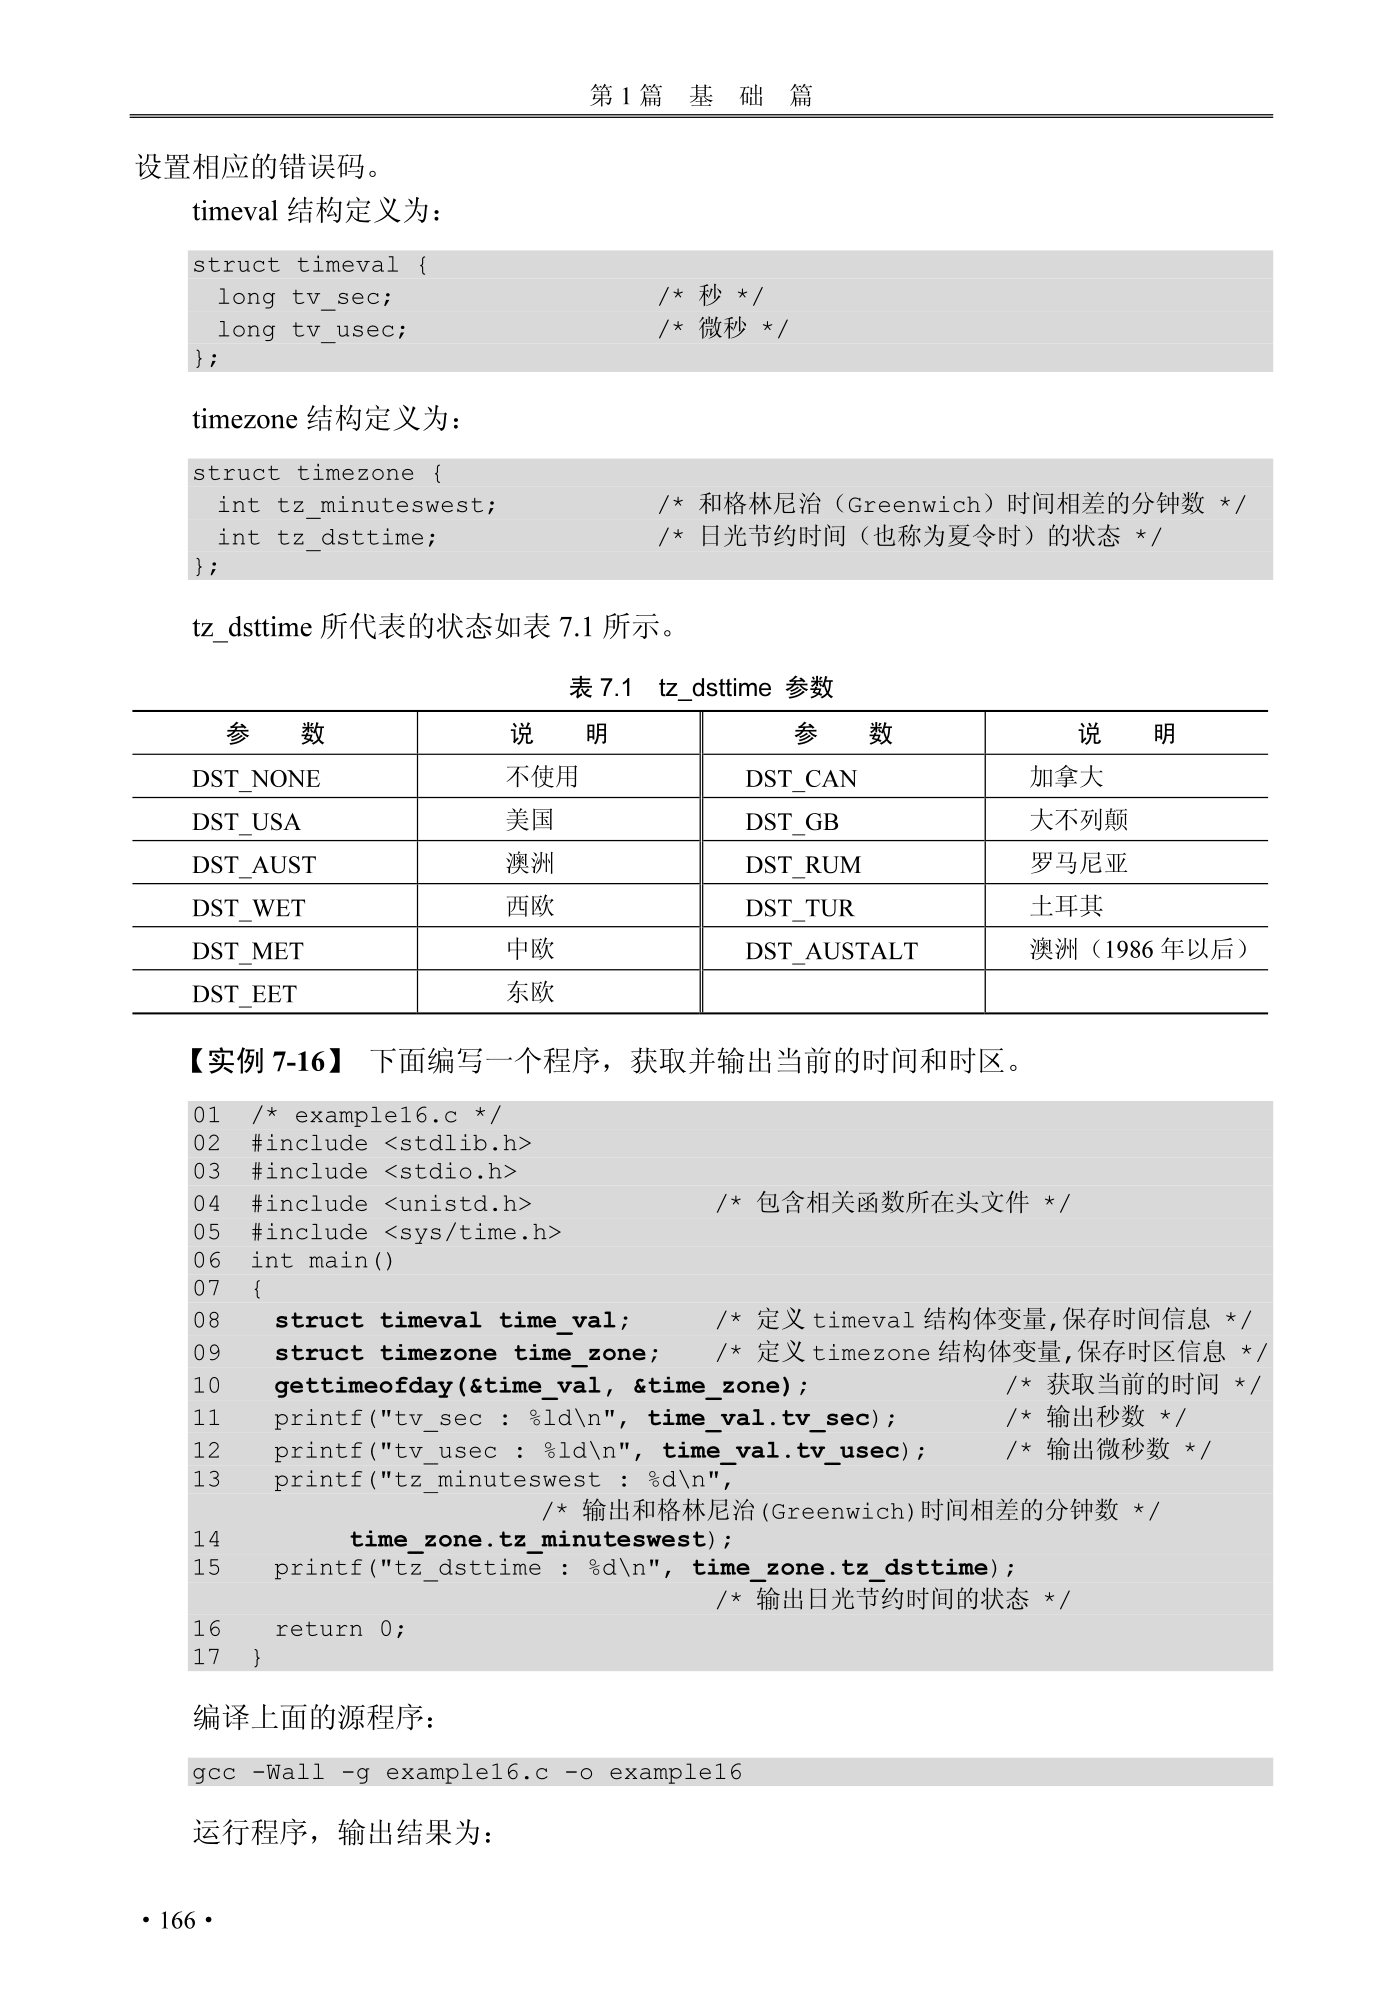 第 1 篇 基 础 篇
设置相应的错误码。
timeval 结构定义为：
struct timeval {
long tv_sec; /* 秒 */
long tv_usec; /* 微秒 */
};
timezone 结构定义为：
struct timezone {
int tz_minuteswest; /* 和格林尼治（Greenwich）时间相差的分钟数 */
int tz_dsttime; /* 日光节约时间（也称为夏令时）的状态 */
};
tz_dsttime 所代表的状态如表 7.1 所示。
表 7.1 tz_dsttime 参数
参 数 说 明 参 数 说 明
DST_NONE 不使用 DST_CAN 加拿大
DST_USA 美国 DST_GB 大不列颠
DST_AUST 澳洲 DST_RUM 罗马尼亚
DST_WET 西欧 DST_TUR 土耳其
DST_MET 中欧 DST_AUSTALT 澳洲（1986 年以后）
DST_EET 东欧
【实例 7-16】 下面编写一个程序，获取并输出当前的时间和时区。
01 /* example16.c */
02 #include <stdlib.h>
03 #include <stdio.h>
04 #include <unistd.h> /* 包含相关函数所在头文件 */
05 #include <sys/time.h>
06 int main()
07 {
08 struct timeval time_val; /* 定义 timeval 结构体变量,保存时间信息 */
09 struct timezone time_zone; /* 定义 timezone 结构体变量,保存时区信息 */
10 gettimeofday(&time_val, &time_zone); /* 获取当前的时间 */
11 printf("tv_sec : %ld\n", time_val.tv_sec); /* 输出秒数 */
12 printf("tv_usec : %ld\n", time_val.tv_usec); /* 输出微秒数 */
13 printf("tz_minuteswest : %d\n",
/* 输出和格林尼治(Greenwich)时间相差的分钟数 */
14 time_zone.tz_minuteswest);
15 printf("tz_dsttime : %d\n", time_zone.tz_dsttime);
/* 输出日光节约时间的状态 */
16 return 0;
17 }
编译上面的源程序：
gcc -Wall -g example16.c -o example16
运行程序，输出结果为：
• 166 •